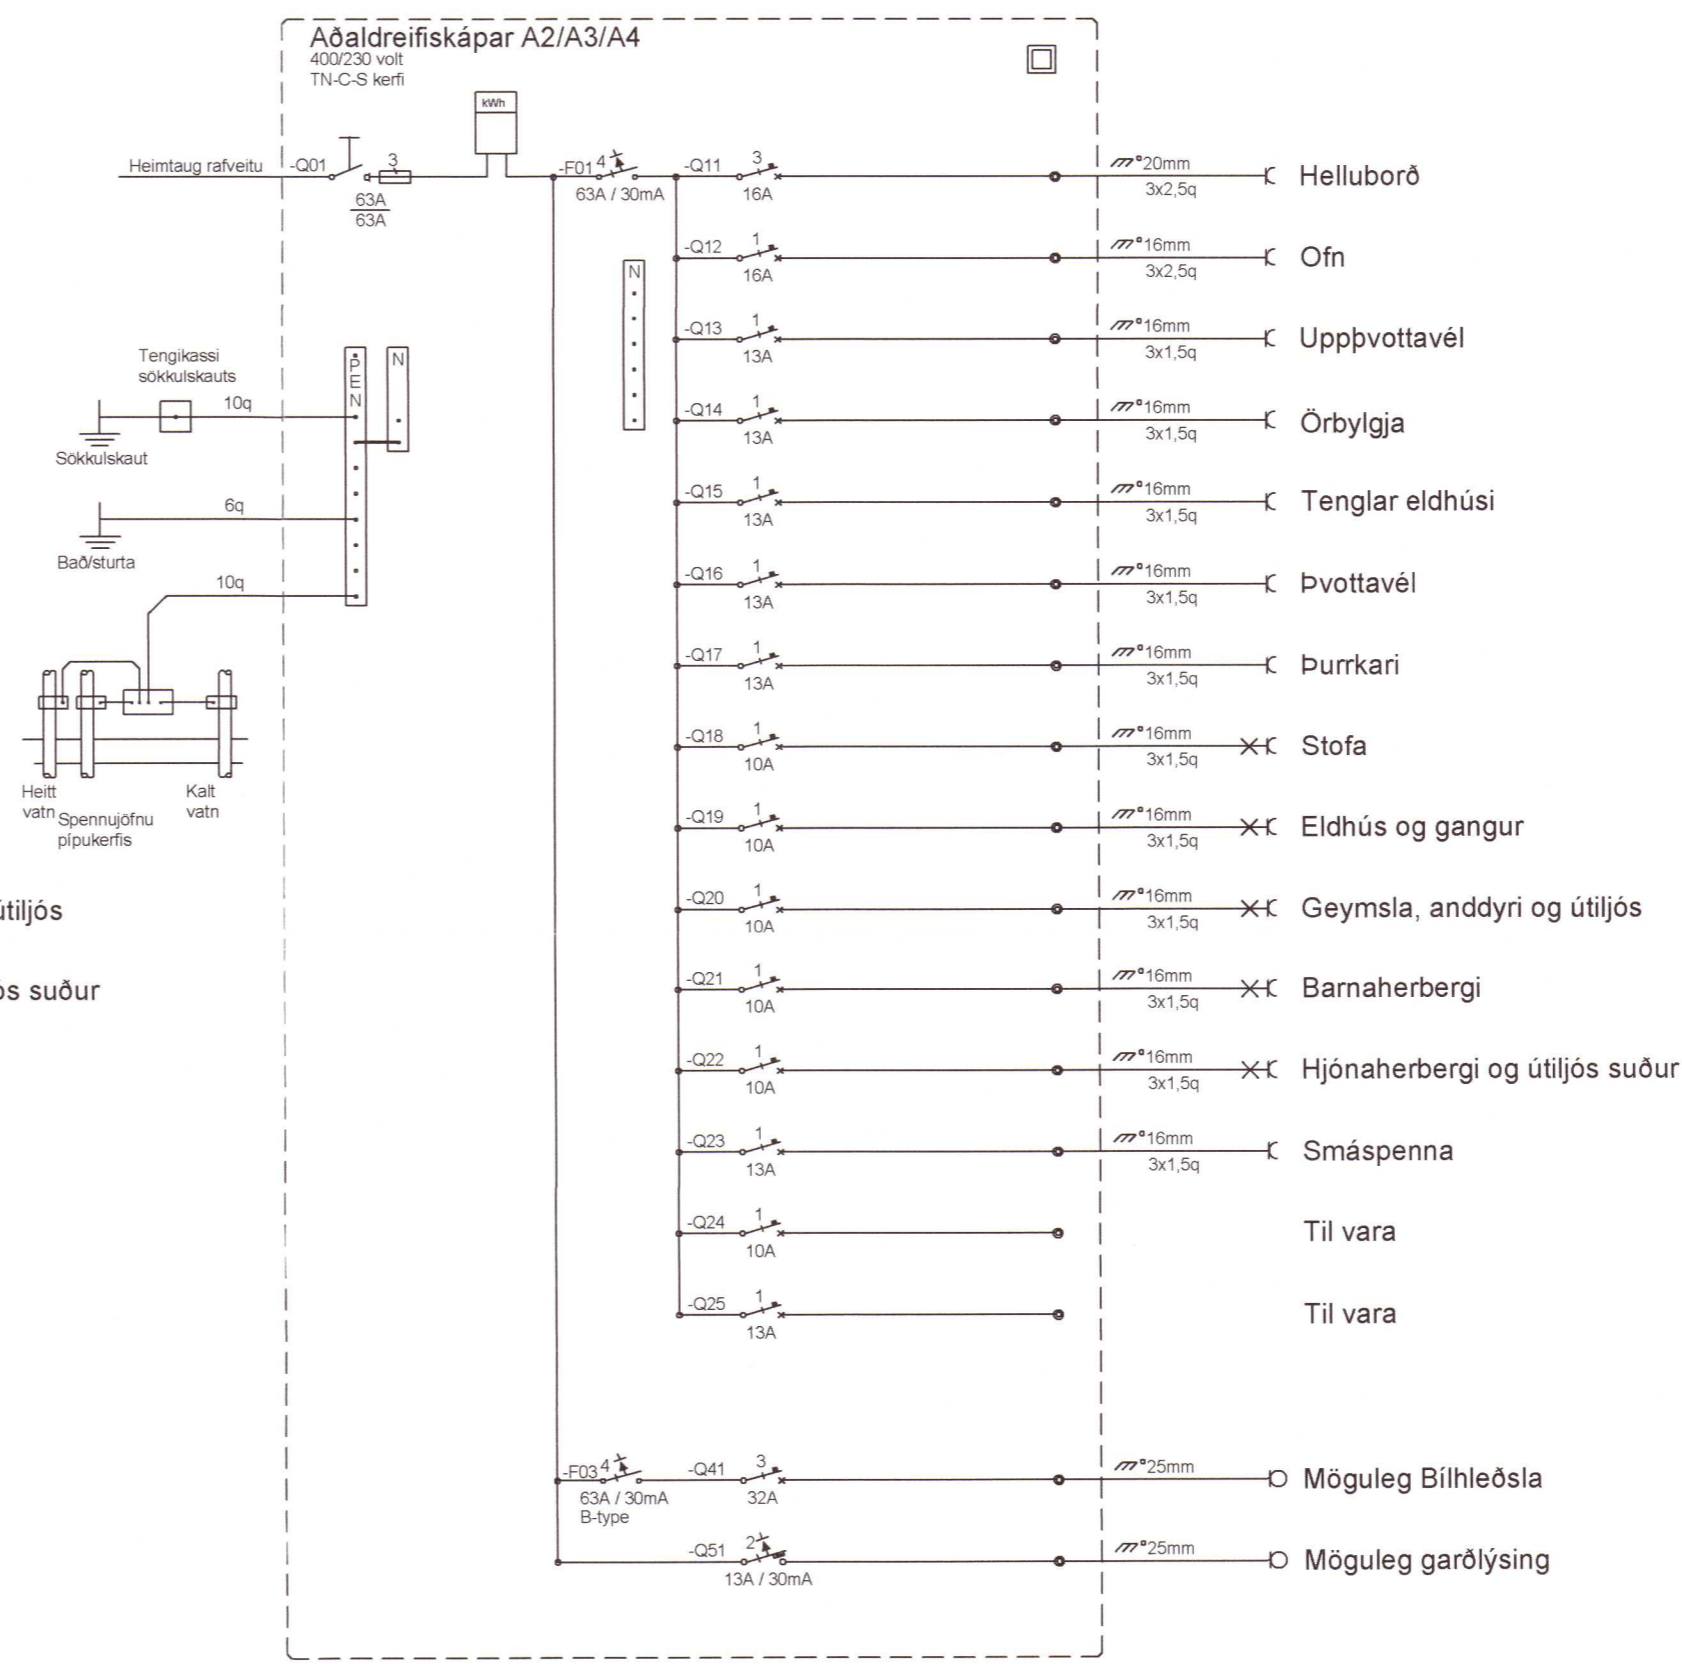 Aðaldreifiskápar A2/A3/A4
400/230 volt
TN-C-S kerfi
kWh
Heimtaug rafveitu
-Q01
3
63A
63A
-F01
4
63A / 30mA
-Q11
3
16A
20mm
3x2,5q
Helluborð
-Q12
1
16A
16mm
3x2,5q
Ofn
N
-Q13
1
13A
16mm
3x1,5q
Uppþvottavél
Tengikassi
sökkulskauts
10q
PEN
N
Sökkulskaut
-Q14
1
13A
16mm
3x1,5q
Örbylgja
-Q15
1
13A
16mm
3x1,5q
Tenglar eldhúsi
6q
Bað/sturta
10q
-Q16
1
13A
16mm
3x1,5q
Þvottavél
-Q17
1
13A
16mm
3x1,5q
Þurrkari
-Q18
1
10A
16mm
3x1,5q
Stofa
Heitt
vatn
Spennujöfnu
pípukerfis
Kalt
vatn
-Q19
1
10A
16mm
3x1,5q
Eldhús og gangur
útiljós
-Q20
1
10A
16mm
3x1,5q
Geymsla, anddyri og útiljós
ós suður
-Q21
1
10A
16mm
3x1,5q
Barnaherbergi
-Q22
1
10A
16mm
3x1,5q
Hjónaherbergi og útiljós suður
-Q23
1
13A
16mm
3x1,5q
Smáspenna
-Q24
1
10A
Til vara
-Q25
1
13A
Til vara
-F03
4
63A / 30mA
B-type
-Q41
3
32A
25mm
Möguleg Bílhleðsla
-Q51
2
13A / 30mA
25mm
Möguleg garðlýsing